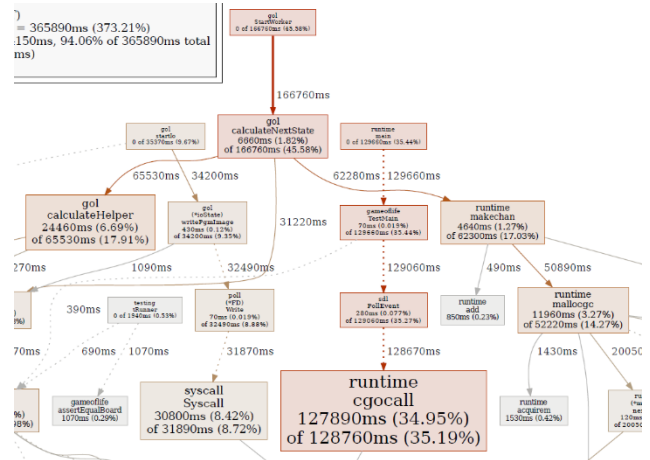 )
= 365890ms (373.21%)
150ms, 94.06% of 365890ms total
ms)
gol
StartWorker
0 of 166760ms (45.58%)
166760ms
gol
startIo
0 of 35370ms (9.67%)
gol
calculateNextState
6660ms (1.82%)
of 166760ms (45.58%)
runtime
main
0 of 129660ms (35.44%)
65530ms
34200ms
62280ms
129660ms
gol
calculateHelper
24460ms (6.69%)
of 65530ms (17.91%)
gol
(*ioState)
writePgmImage
430ms (0.12%)
of 34200ms (9.35%)
31220ms
gameoflife
TestMain
70ms (0.019%)
of 129660ms (35.44%)
runtime
makechan
4640ms (1.27%)
of 62300ms (17.03%)
270ms
1090ms
32490ms
129060ms
490ms
50890ms
390ms
testing
tRunner
0 of 1940ms (0.53%)
poll
(*FD)
Write
70ms (0.019%)
of 32490ms (8.88%)
sdl
PollEvent
280ms (0.077%)
of 129060ms (35.27%)
runtime
add
850ms (0.23%)
runtime
mallocgc
11960ms (3.27%)
of 52220ms (14.27%)
70ms
690ms
1070ms
31870ms
128670ms
1430ms
20050
gameoflife
assertEqualBoard
1070ms (0.29%)
syscall
Syscall
30800ms (8.42%)
of 31890ms (8.72%)
runtime
cgocall
127890ms (34.95%)
of 128760ms (35.19%)
runtime
acquirem
1530ms (0.42%)
ru
(*m
ne
120ms
of 20050
98%)